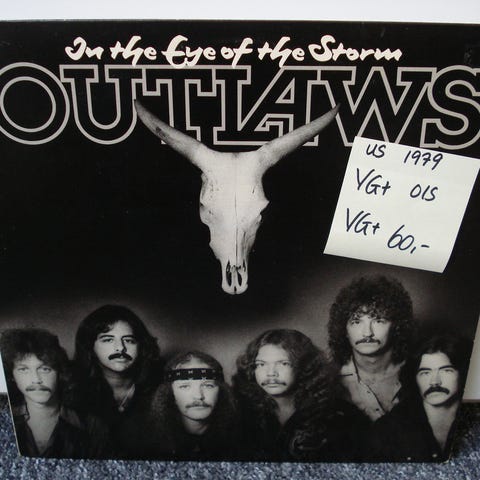 In the Eye of the Storm
OUTLAWS
US 1979
VG+ OIS
VG+ 60,-